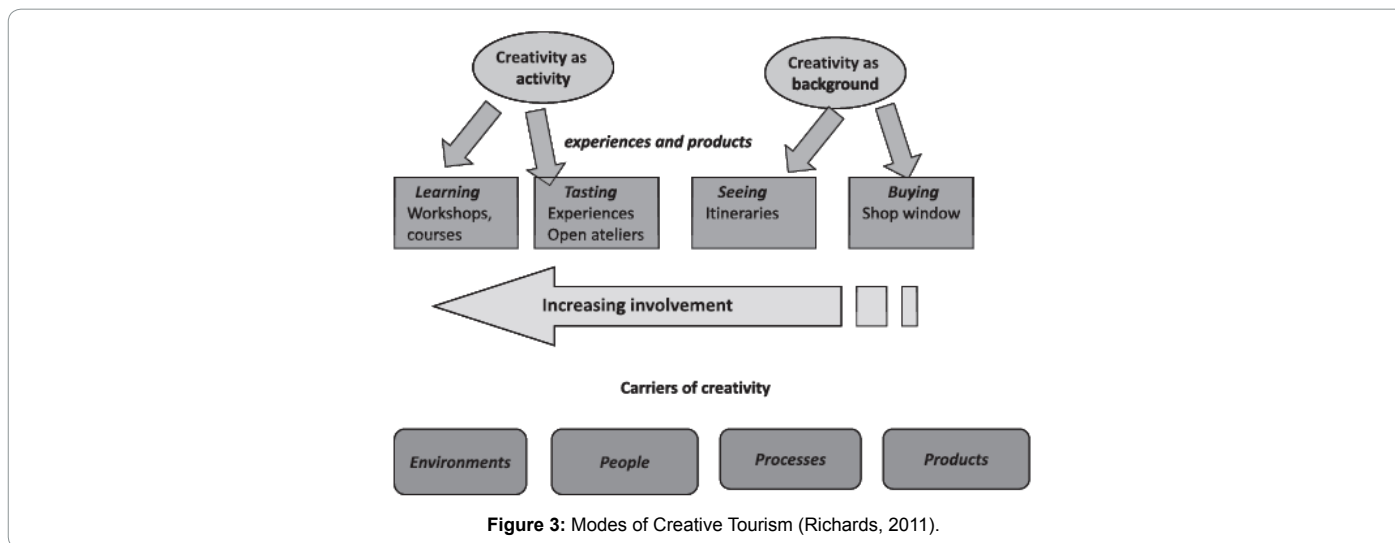 Creativity as
activity
Creativity as
background
experiences and products
Learning
Workshops,
courses
Tasting
Experiences
Open ateliers
Seeing
Itineraries
Buying
Shop window
Increasing involvement
Carriers of creativity
Environments
People
Processes
Products
Figure 3: Modes of Creative Tourism (Richards, 2011).